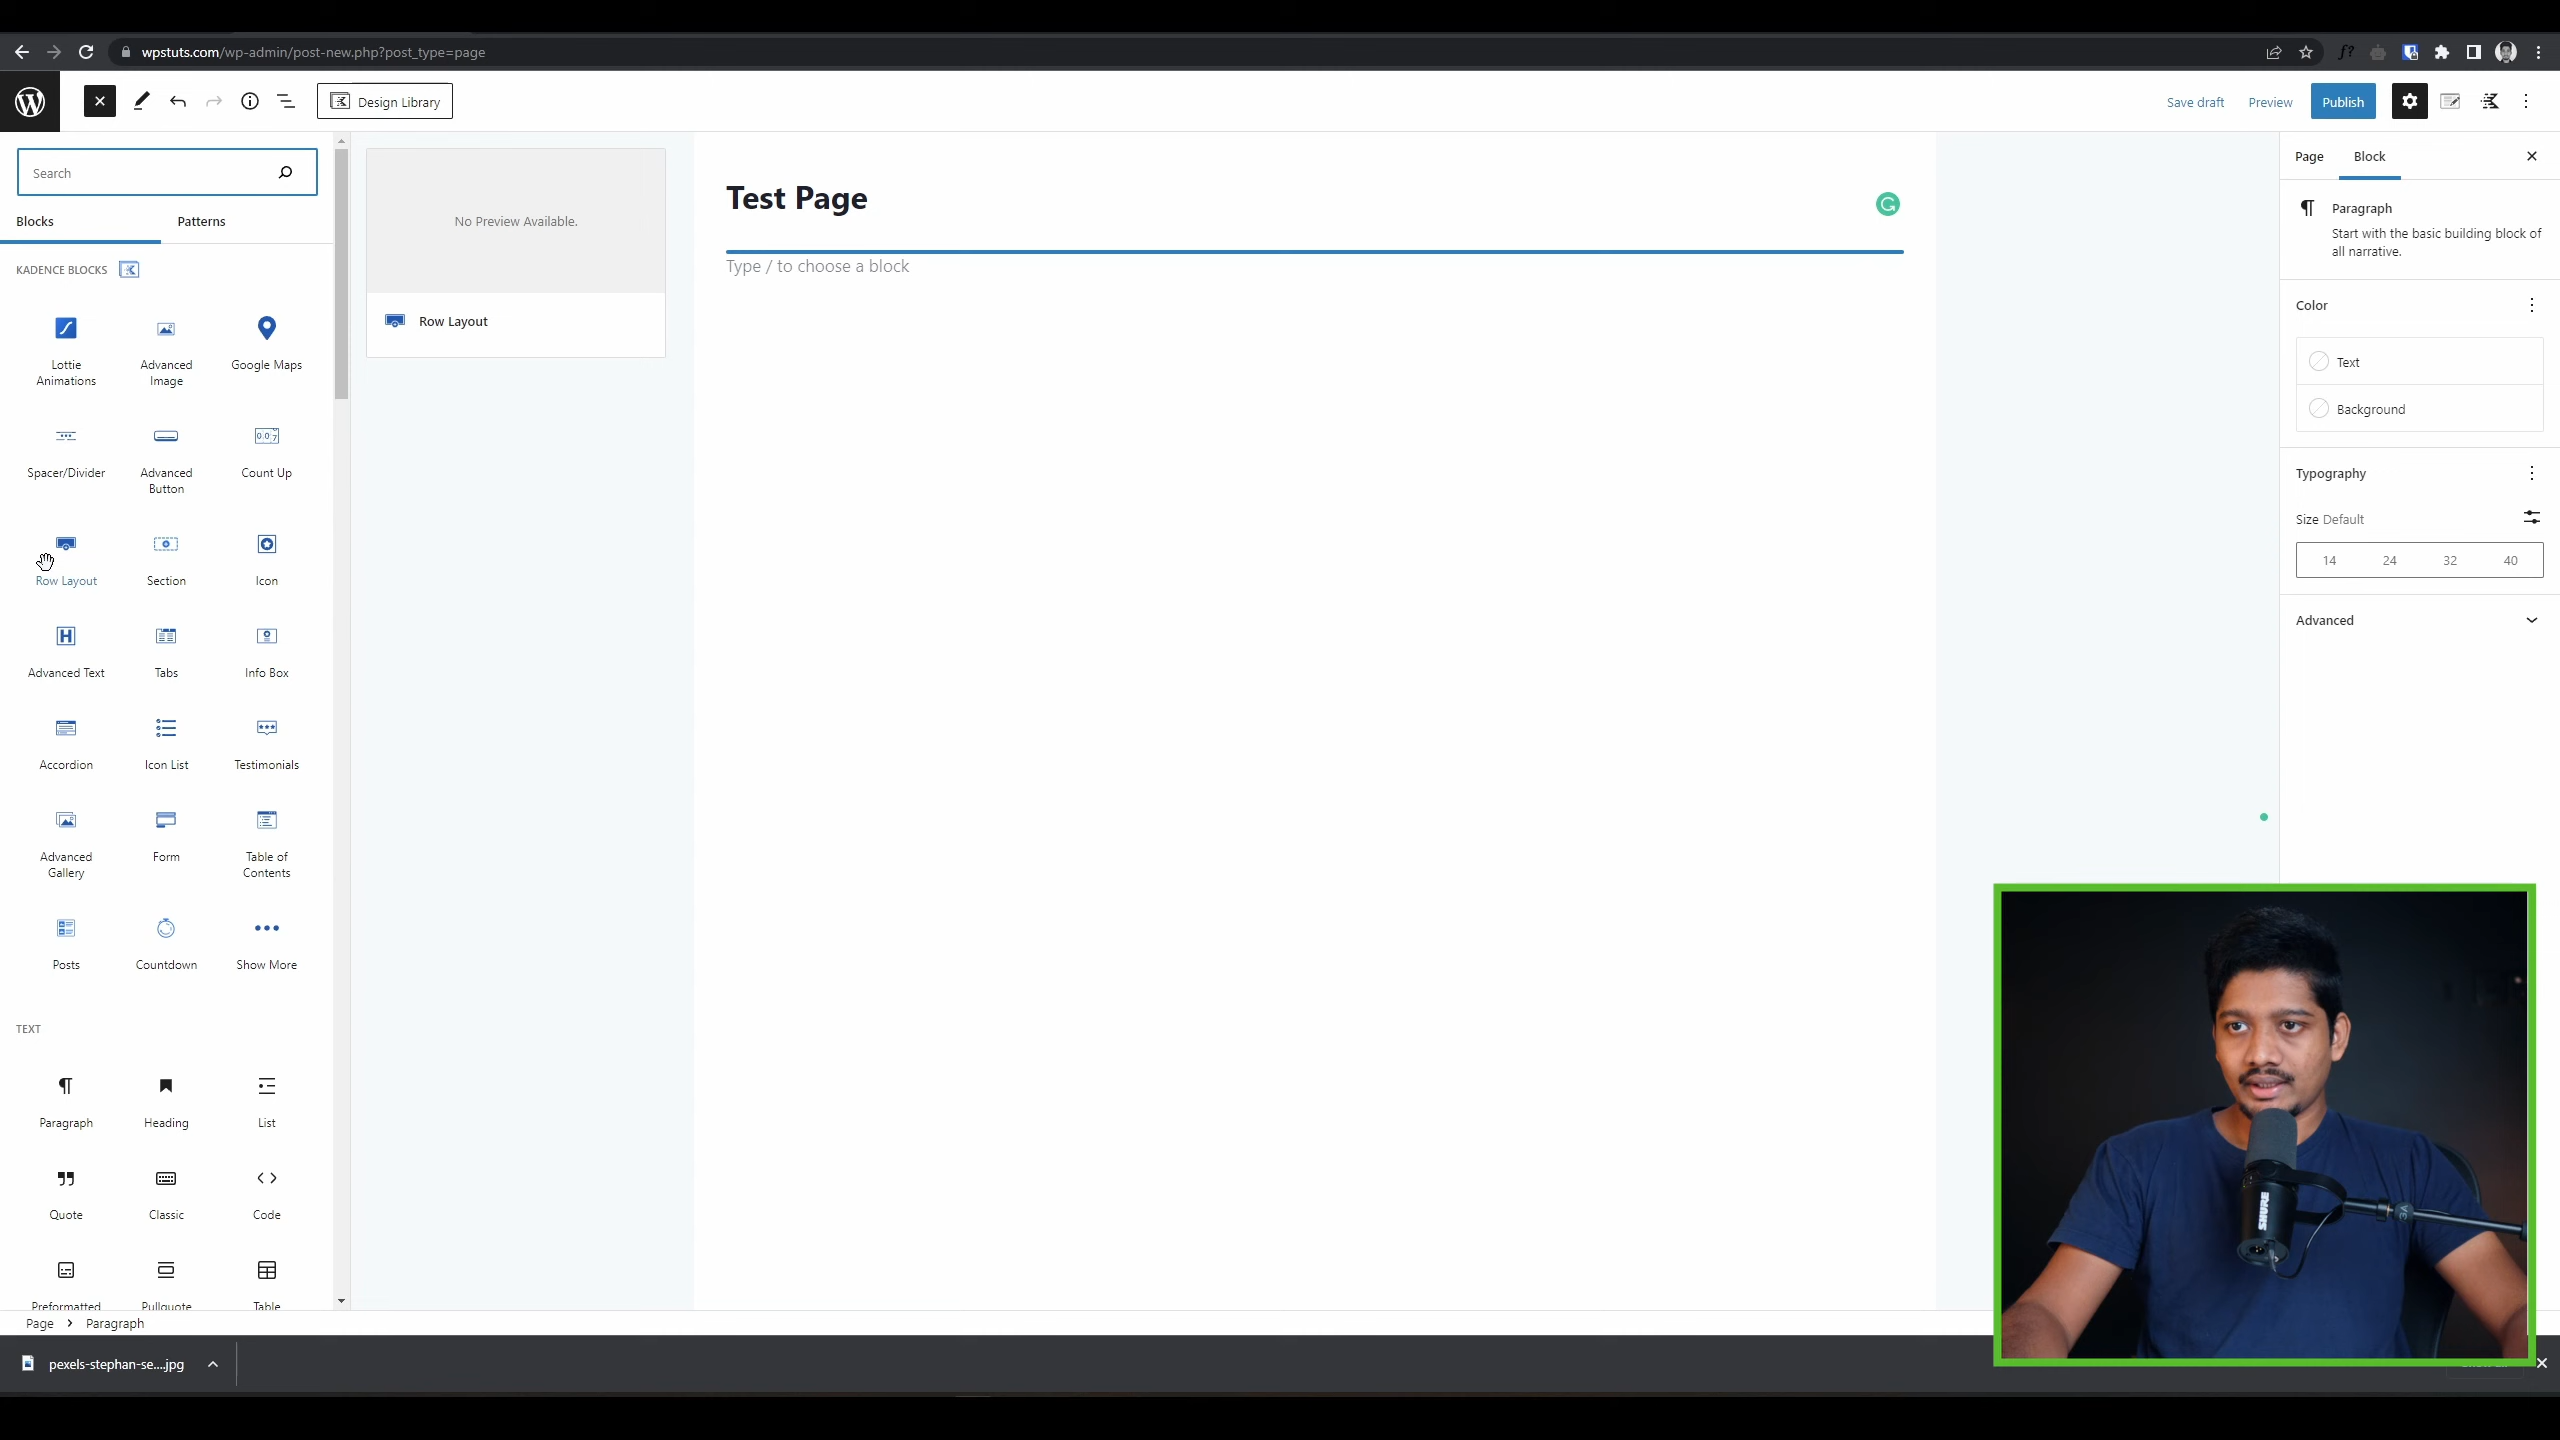 wpstuts.com/wp-admin/post-new.php?post_type=page
f?
Design Library
Save draft
Preview
Publish
Search
Blocks
Patterns
KADENCE BLOCKS
Lottie Animations
Advanced Image
Google Maps
Spacer/Divider
Advanced Button
Count Up
Row Layout
Section
Icon
Advanced Text
Tabs
Info Box
Accordion
Icon List
Testimonials
Advanced Gallery
Form
Table of Contents
Posts
Countdown
Show More
TEXT
Paragraph
Heading
List
Quote
Classic
Code
Preformatted
Pullquote
Table
No Preview Available.
Row Layout
Test Page
Type / to choose a block
Page
Block
Paragraph
Start with the basic building block of
all narrative.
Color
Text
Background
Typography
Size Default
14 24 32 40
Advanced
SHURE
Page
Paragraph
pexels-stephan-se....jpg